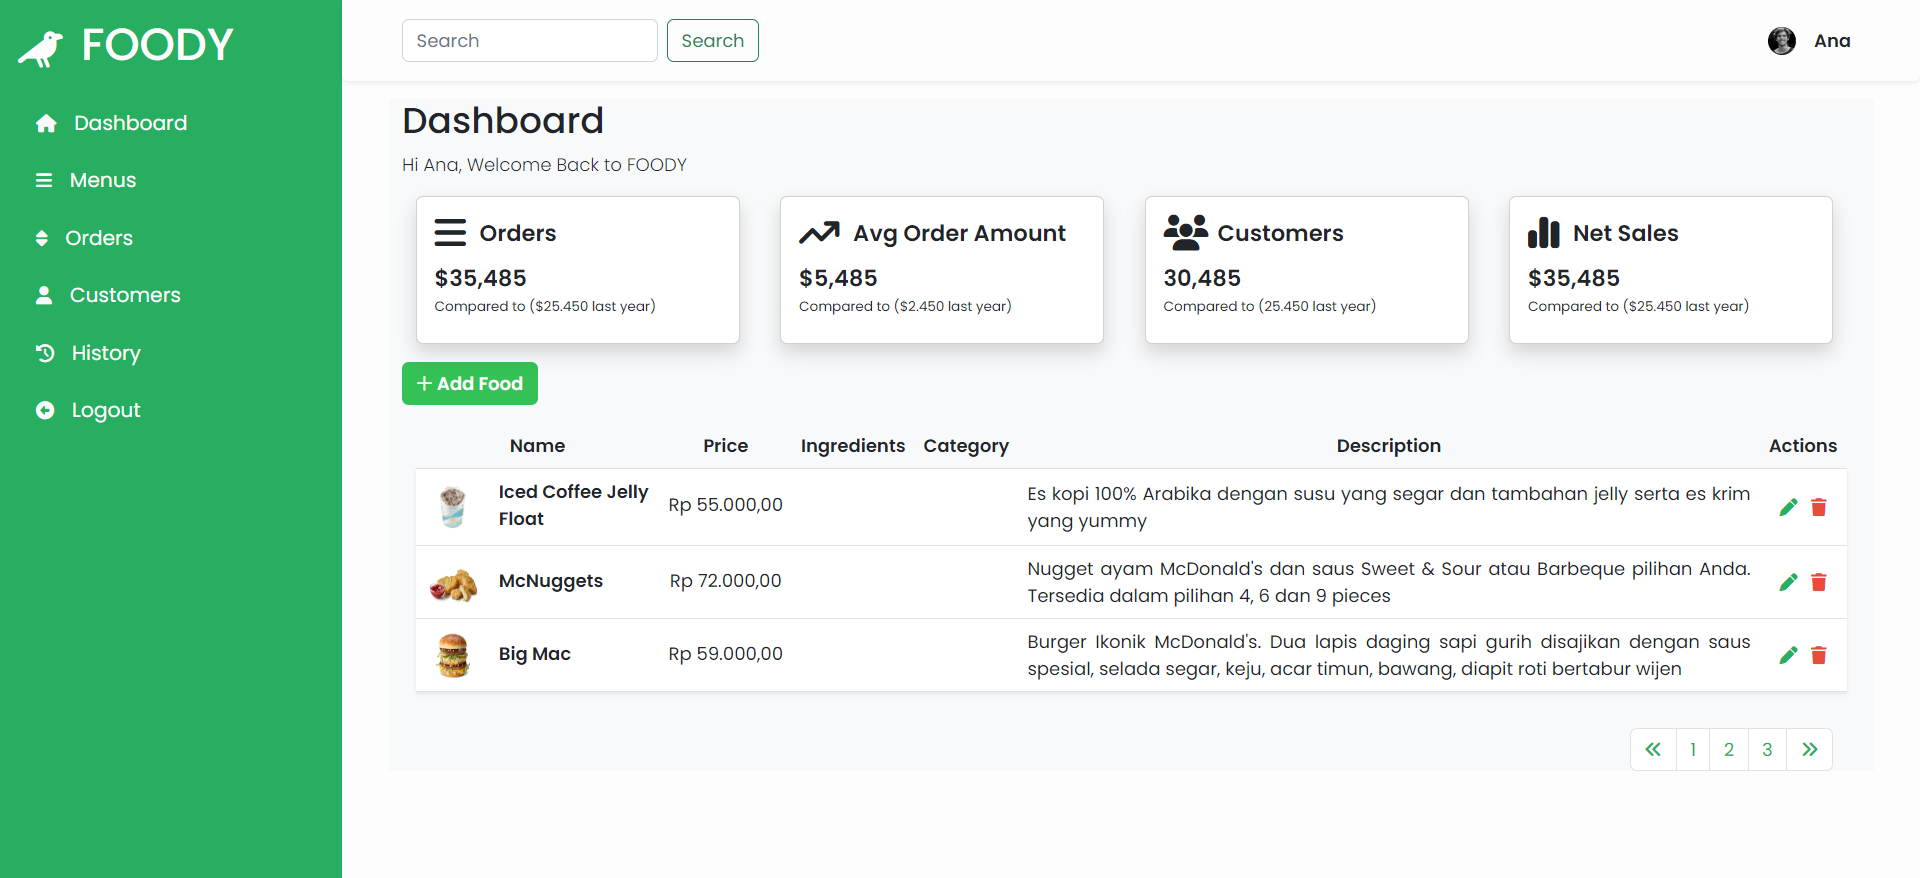 FOODY
Dashboard
Menus
Orders
Customers
History
Logout
Search
Search
Ana
Dashboard
Hi Ana, Welcome Back to FOODY
Orders
$35,485
Compared to ($25.450 last year)
Avg Order Amount
$5,485
Compared to ($2.450 last year)
Customers
30,485
Compared to (25.450 last year)
Net Sales
$35,485
Compared to ($25.450 last year)
+ Add Food
Name Price Ingredients Category Description Actions
Iced Coffee Jelly
Float
Rp 55.000,00
Es kopi 100% Arabika dengan susu yang segar dan tambahan jelly serta es krim
yang yummy
McNuggets
Rp 72.000,00
Nugget ayam McDonald's dan saus Sweet & Sour atau Barbeque pilihan Anda.
Tersedia dalam pilihan 4, 6 dan 9 pieces
Big Mac
Rp 59.000,00
Burger Ikonik McDonald's. Dua lapis daging sapi gurih disajikan dengan saus
spesial, selada segar, keju, acar timun, bawang, diapit roti bertabur wijen
« 1 2 3 »